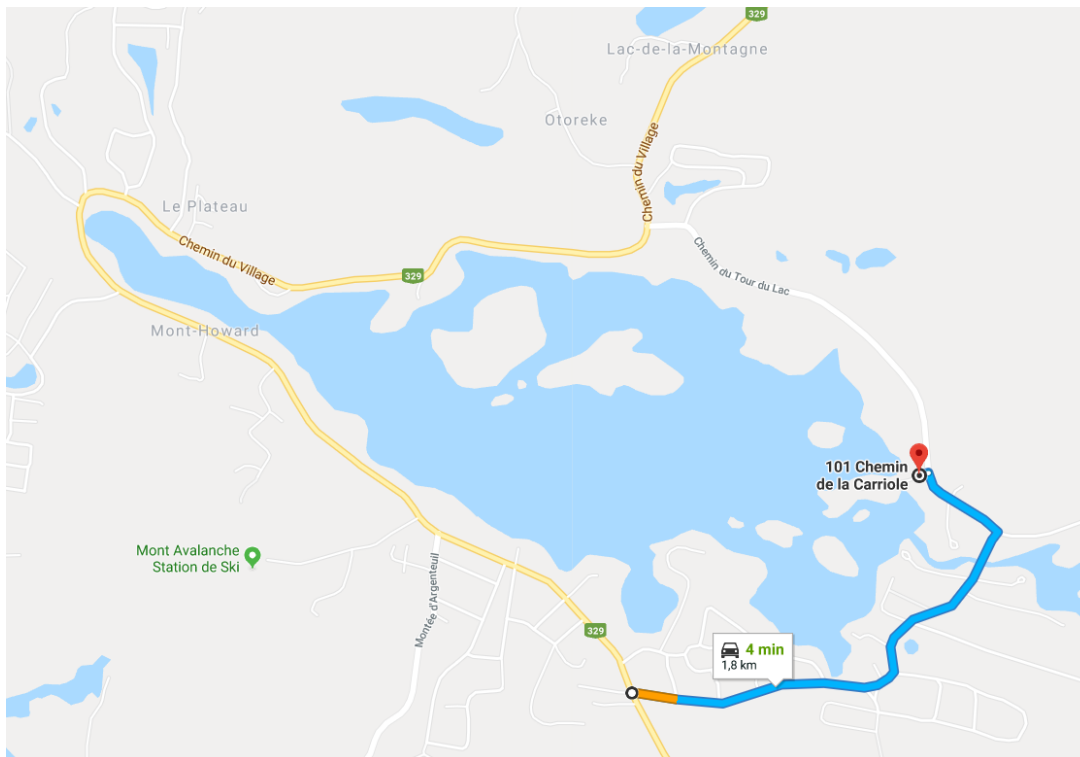 329
Lac-de-la-Montagne
Otoreke
Chemin du Village
Le Plateau
Chemin du Village
329
Chemin du Tour du Lac
Mont-Howard
101 Chemin
de la Carriole
Mont Avalanche
Station de Ski
Montée d'Argenteuil
329
4 min
1,8 km